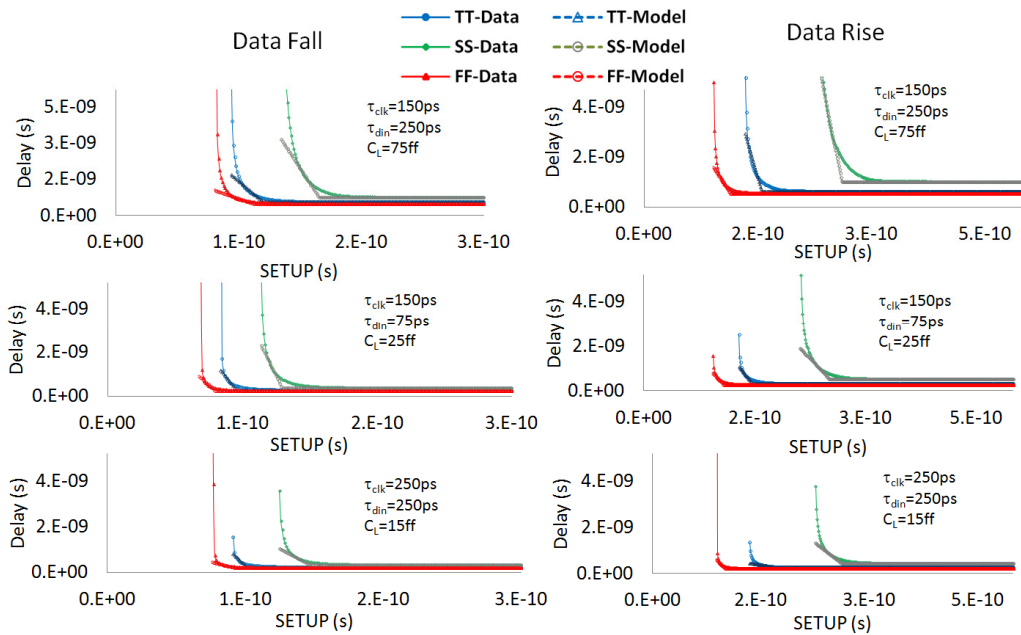 TT-Data TT-Model
Data Fall SS-Data SS-Model Data Rise
FF-Data FF-Model
Delay (s)
5.E-09
3.E-09
2.E-09
0.E+00
τclk=150ps
τdin=250ps
CL=75ff
0.E+00 1.E-10 2.E-10 3.E-10
SETUP (s)
Delay (s)
4.E-09
2.E-09
0.E+00
τclk=150ps
τdin=250ps
CL=75ff
0.E+00 2.E-10 3.E-10 5.E-10
SETUP (s)
Delay (s)
4.E-09
2.E-09
0.E+00
τclk=150ps
τdin=75ps
CL=25ff
0.E+00 1.E-10 2.E-10 3.E-10
SETUP (s)
Delay (s)
4.E-09
2.E-09
0.E+00
τclk=150ps
τdin=75ps
CL=25ff
0.E+00 2.E-10 3.E-10 5.E-10
SETUP (s)
Delay (s)
4.E-09
2.E-09
0.E+00
τclk=250ps
τdin=250ps
CL=15ff
0.E+00 1.E-10 2.E-10 3.E-10
SETUP (s)
Delay (s)
4.E-09
2.E-09
0.E+00
τclk=250ps
τdin=250ps
CL=15ff
0.E+00 2.E-10 3.E-10 5.E-10
SETUP (s)